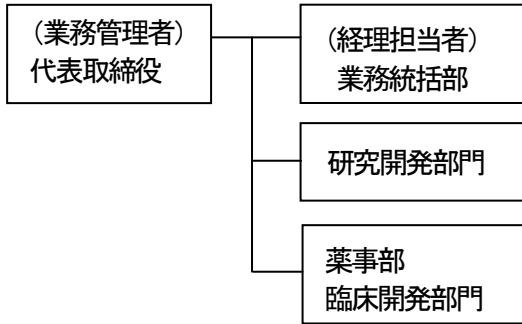 （業務管理者）
代表取締役
（経理担当者）
業務統括部
研究開発部門
薬事部
臨床開発部門